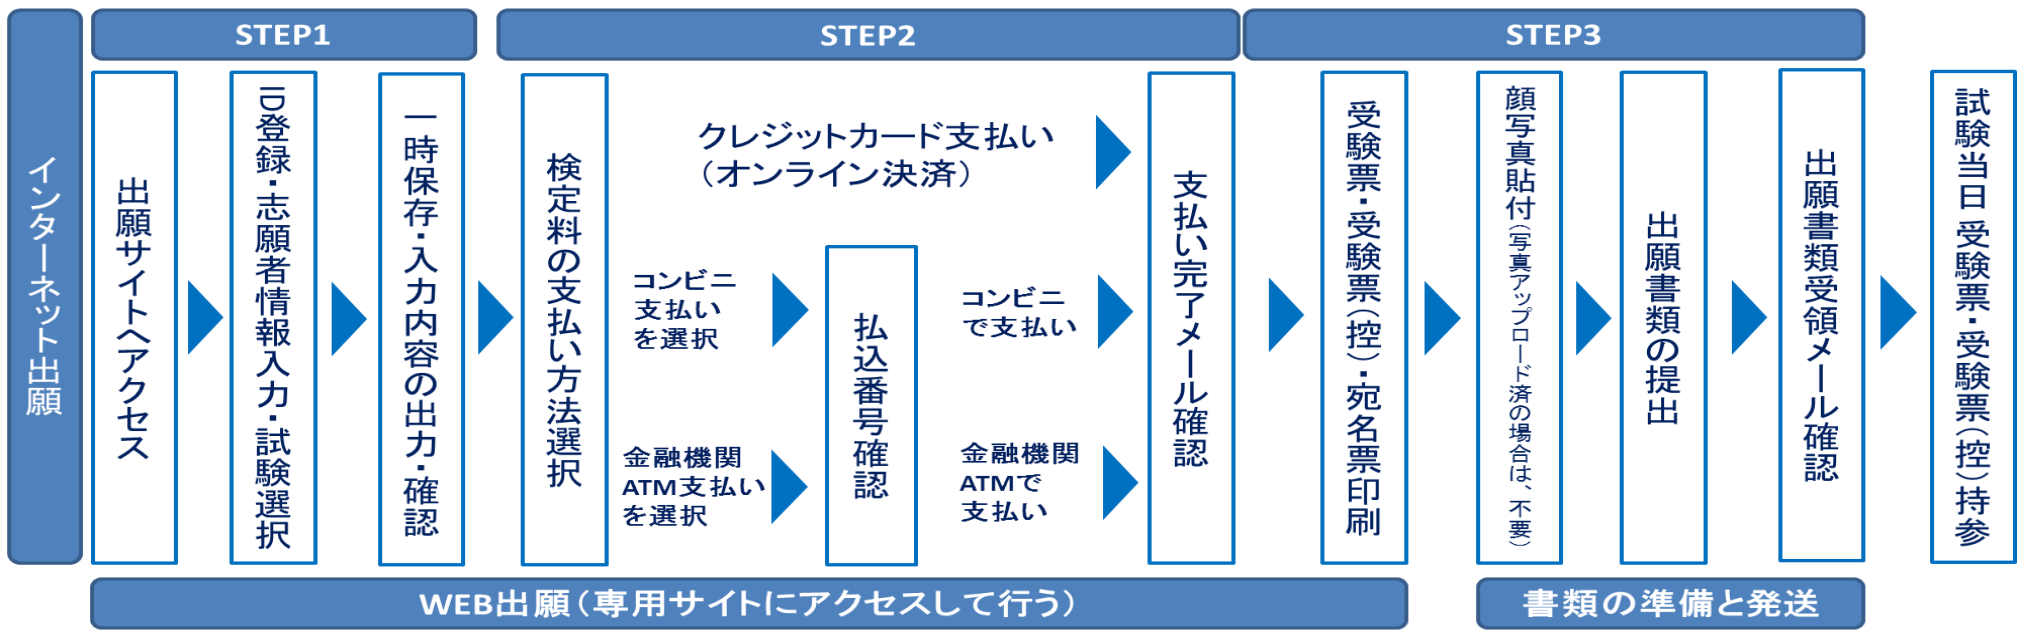 インターネット出願
STEP1
STEP2
STEP3
出願サイトへアクセス
ID登録・志願者情報入力・試験選択
一時保存・入力内容の出力・確認
検定料の支払い方法選択
クレジットカード支払い
（オンライン決済）
コンビニ
支払い
を選択
金融機関
ATM支払い
を選択
払込番号確認
コンビニ
で支払い
金融機関
ATMで
支払い
支払い完了メール確認
受験票・受験票（控）・宛名票印刷
顔写真貼付（写真アップロード済の場合は、不要）
出願書類の提出
出願書類受領メール確認
試験当日 受験票・受験票（控）持参
WEB出願（専用サイトにアクセスして行う）
書類の準備と発送